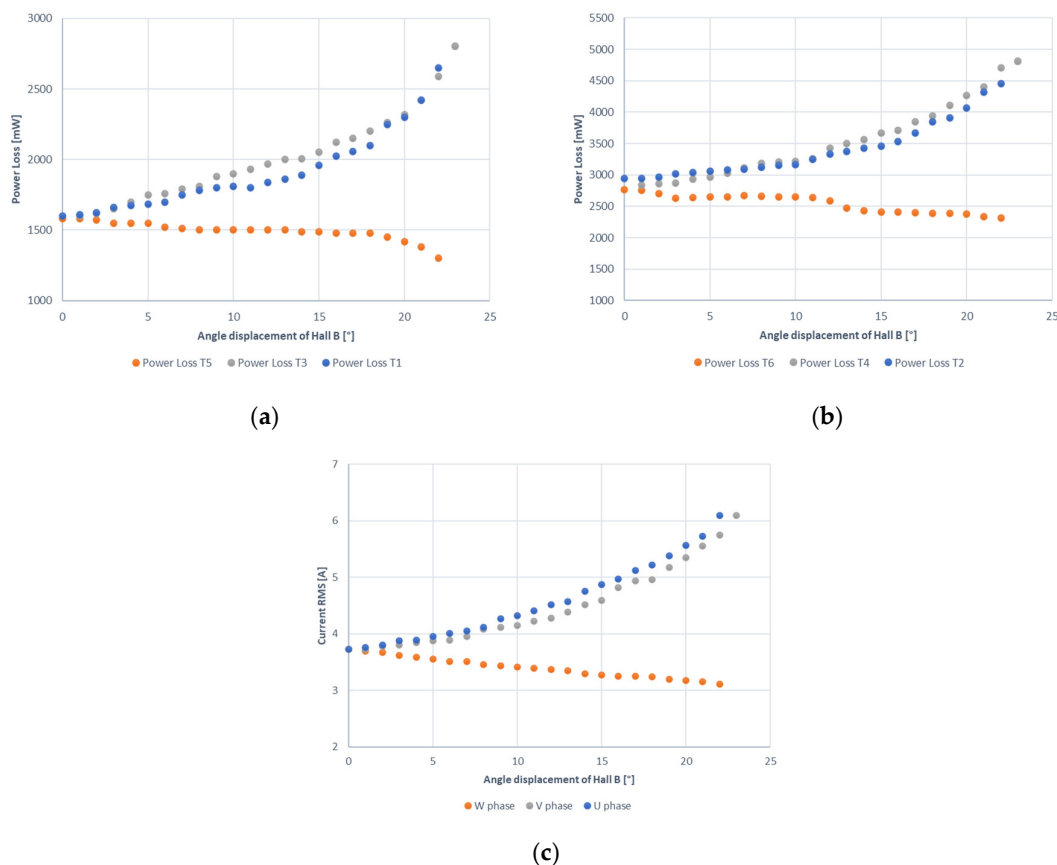 3000
2500
2000
1500
1000
Power Loss [mW]
0 5 10 15 20 25
Angle displacement of Hall B [°]
Power Loss T5 Power Loss T3 Power Loss T1
(a)
5500
5000
4500
4000
3500
3000
2500
2000
1500
1000
Power Loss [mW]
0 5 10 15 20 25
Angle displacement of Hall B [°]
Power Loss T6 Power Loss T4 Power Loss T2
(b)
7
6
5
4
3
2
Current RMS [A]
0 5 10 15 20 25
Angle displacement of Hall B [°]
W phase V phase U phase
(c)